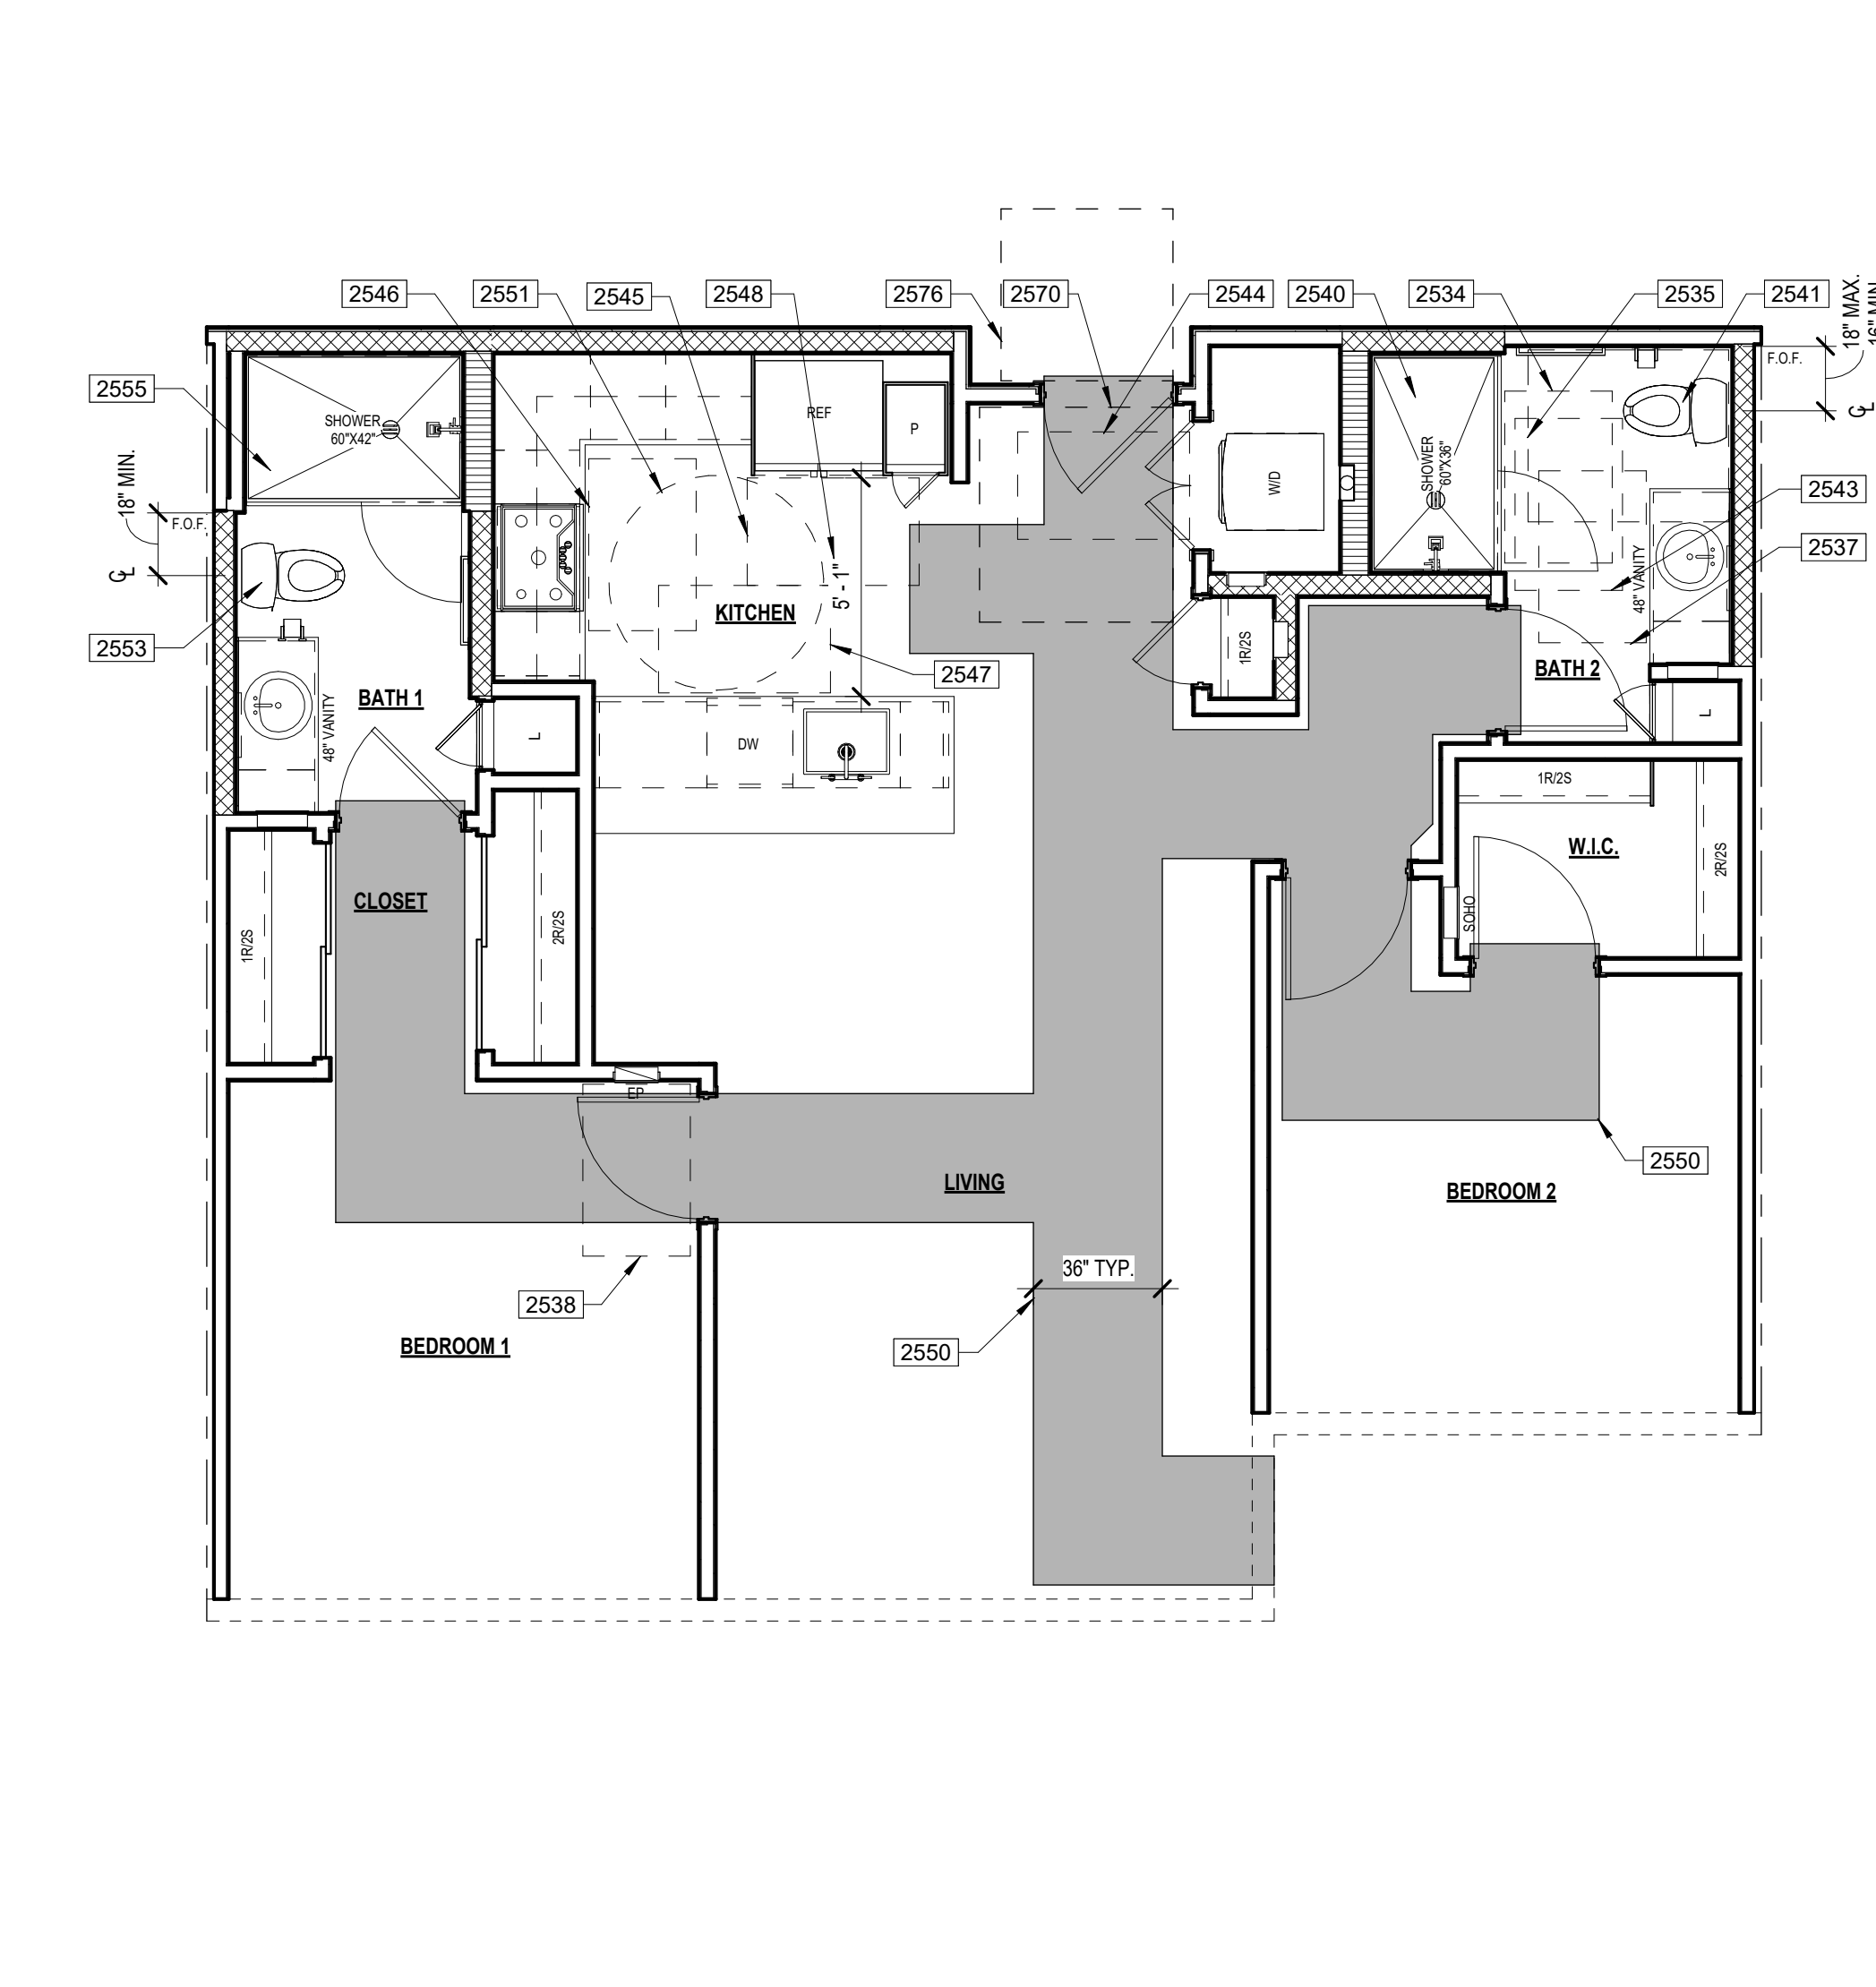 2546
2551
2545
2548
2576
2570
2544
2540
2534
2535
2541
18" MAX.
16" MIN.
F.O.F.
℄
2555
SHOWER
60"X42"
REF
P
W/D
SHOWER
60"X36"
18" MIN.
F.O.F.
℄
2543
2537
48" VANITY
5' - 1"
KITCHEN
2553
2547
1R/2S
BATH 2
BATH 1
48" VANITY
L
DW
L
1R/2S
W.I.C.
2R/2S
SOHO
CLOSET
1R/2S
2R/2S
EP
2550
LIVING
BEDROOM 2
36" TYP.
2538
2550
BEDROOM 1